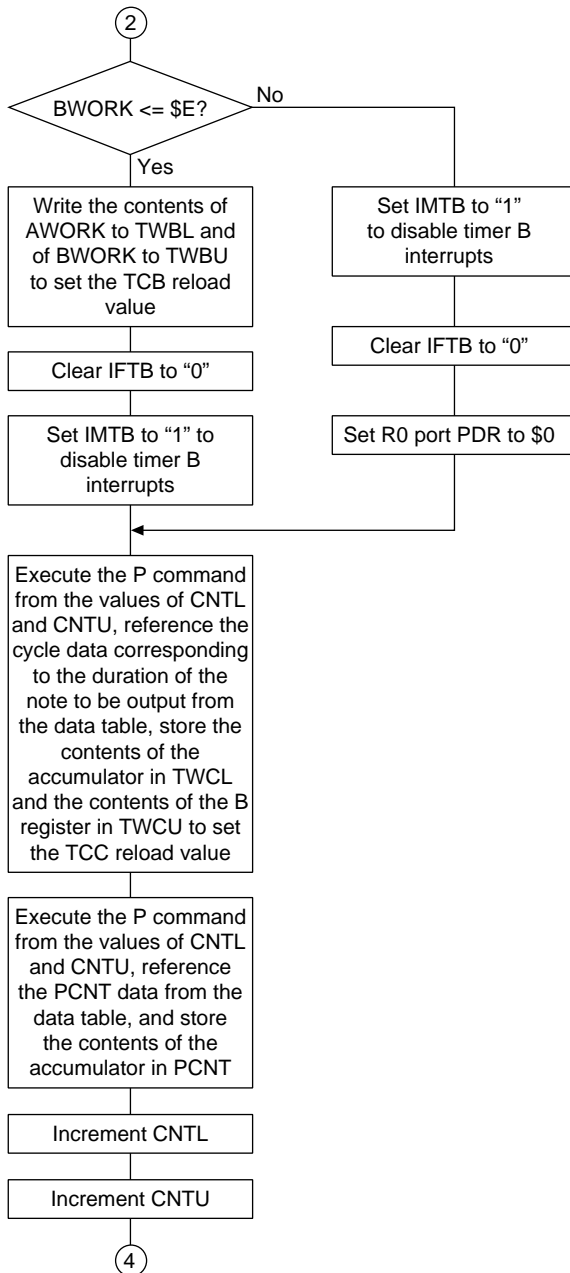 2
BWORK <= $E?
No
Yes
Write the contents of
AWORK to TWBL and
of BWORK to TWBU
to set the TCB reload
value
Clear IFTB to “0”
Set IMTB to “1” to
disable timer B
interrupts
Set IMTB to “1”
to disable timer B
interrupts
Clear IFTB to “0”
Set R0 port PDR to $0
Execute the P command
from the values of CNTL
and CNTU, reference the
cycle data corresponding
to the duration of the
note to be output from
the data table, store the
contents of the
accumulator in TWCL
and the contents of the B
register in TWCU to set
the TCC reload value
Execute the P command
from the values of CNTL
and CNTU, reference
the PCNT data from the
data table, and store
the contents of the
accumulator in PCNT
Increment CNTL
Increment CNTU
4